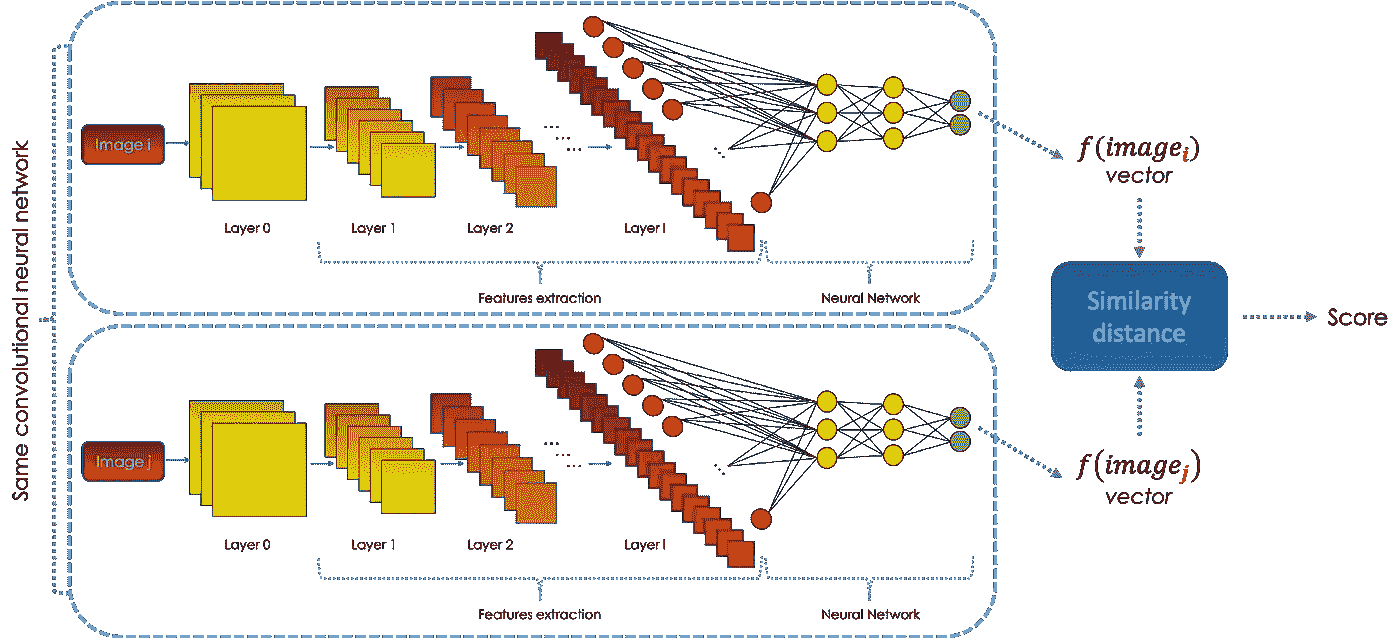 Same convolutional neural network
Image i
Layer 0
Layer 1
Layer 2
... ... ...
Layer l
Features extraction
Neural Network
f(image_i)
vector
Similarity
distance
Score
Image j
Layer 0
Layer 1
Layer 2
... ... ...
Layer l
Features extraction
Neural Network
f(image_j)
vector